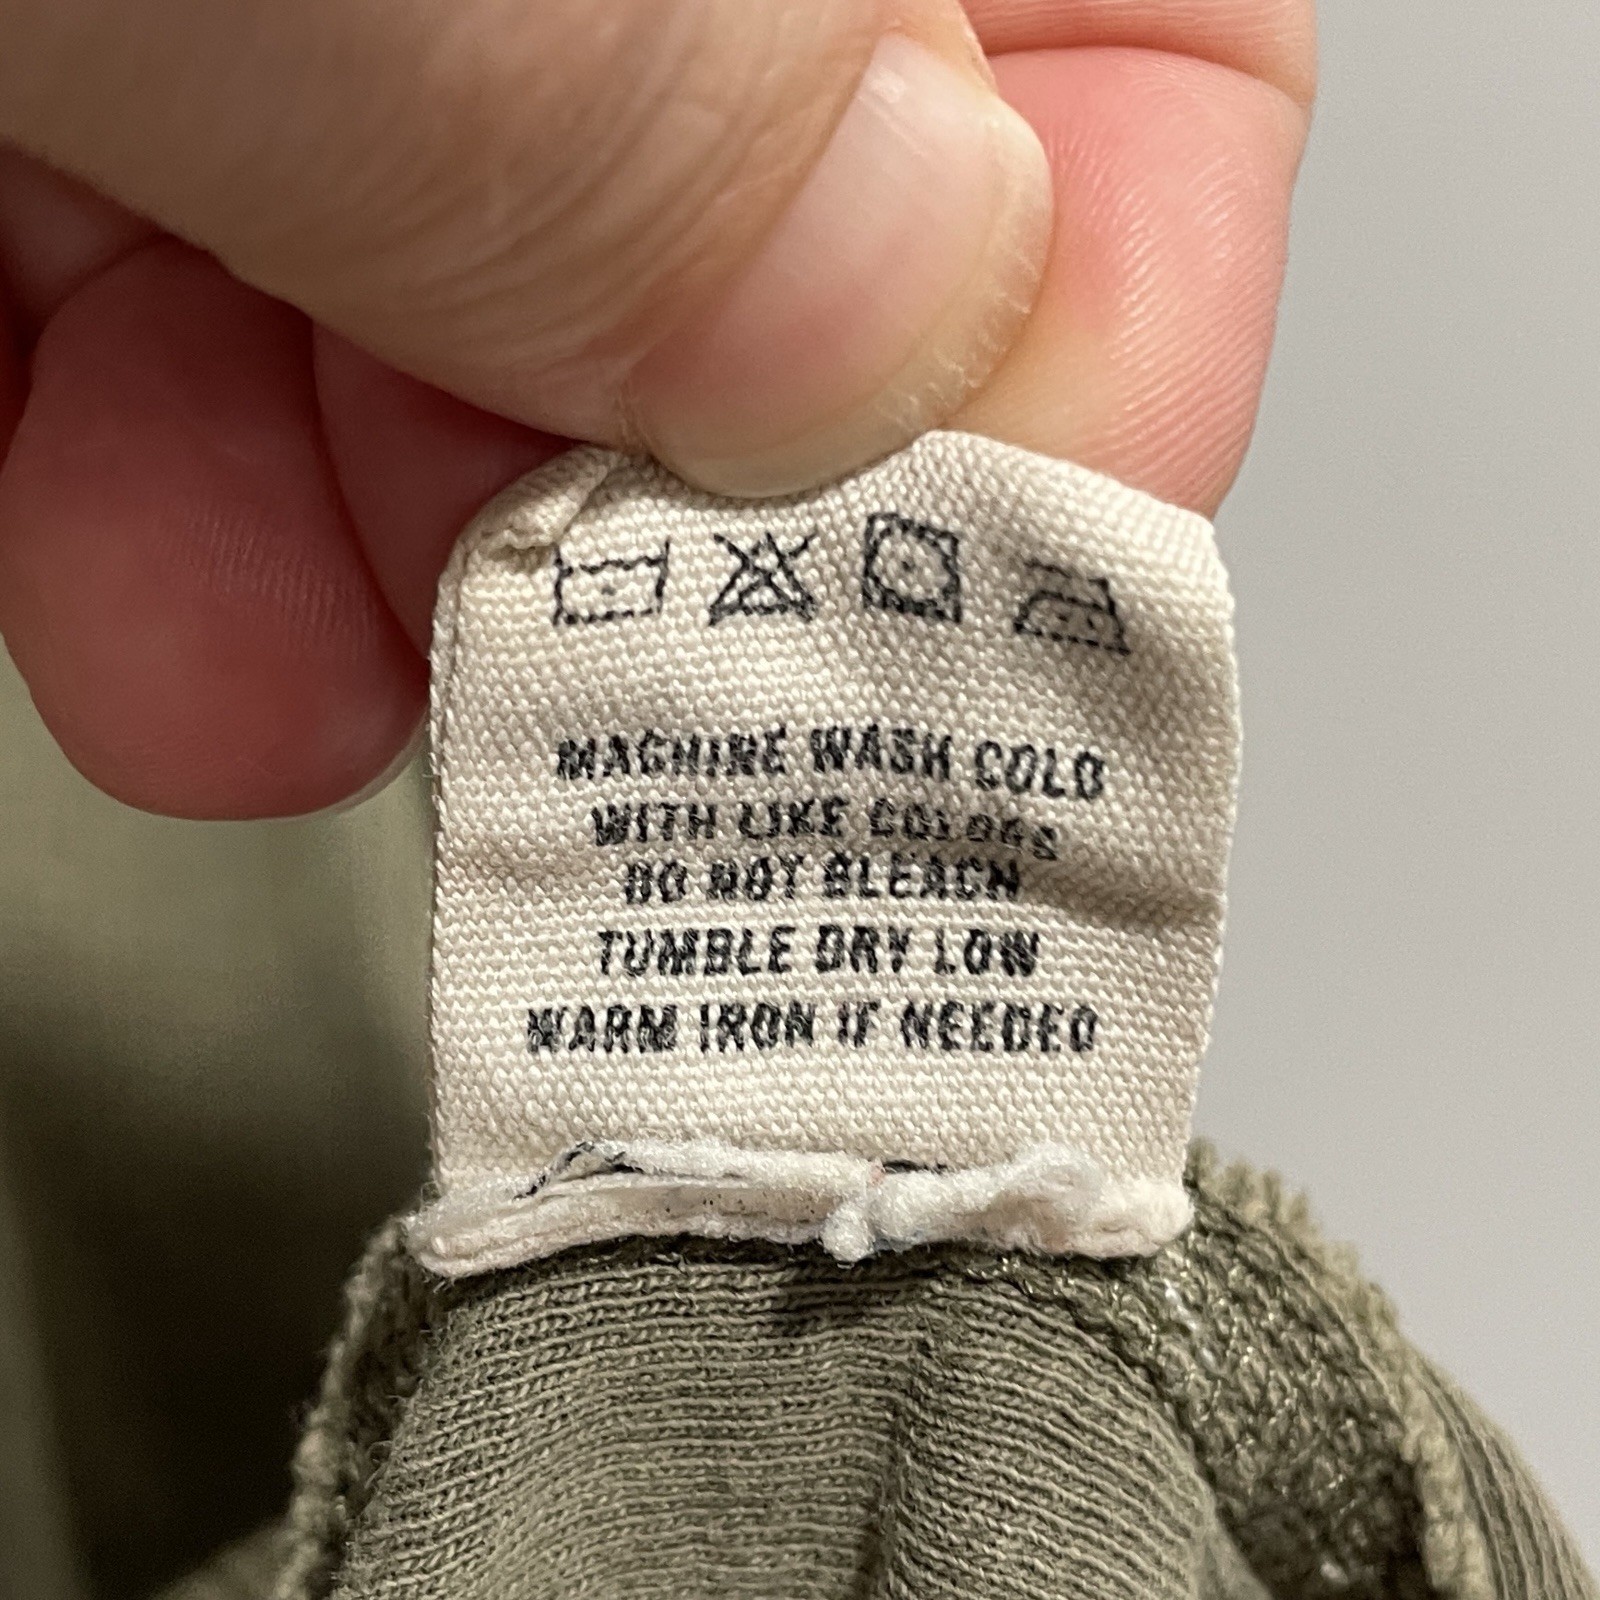 MACHINE WASH COLD
WITH LIKE COLORS
DO NOT BLEACH
TUMBLE DRY LOW
WARM IRON IF NEEDED